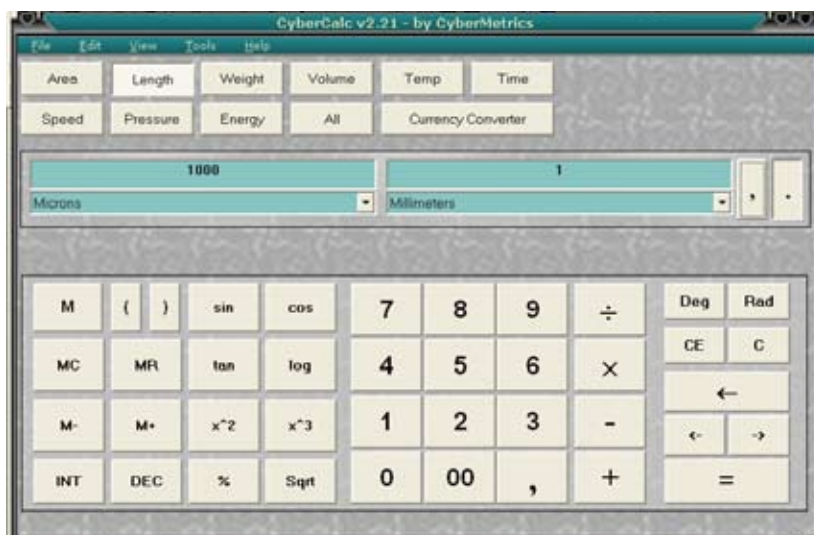 CyberCalc v2.21 - by CyberMetrics
File Edit View Tools Help
Area Length Weight Volume Temp Time
Speed Pressure Energy All Currency Converter
1000 1 , .
Microns Millimeters
M ( ) sin cos 7 8 9 ÷ Deg Rad
CE C
MC MR tan log 4 5 6 × ←
M- M+ x^2 x^3 1 2 3 - <- ->
INT DEC % Sqrt 0 00 , + =